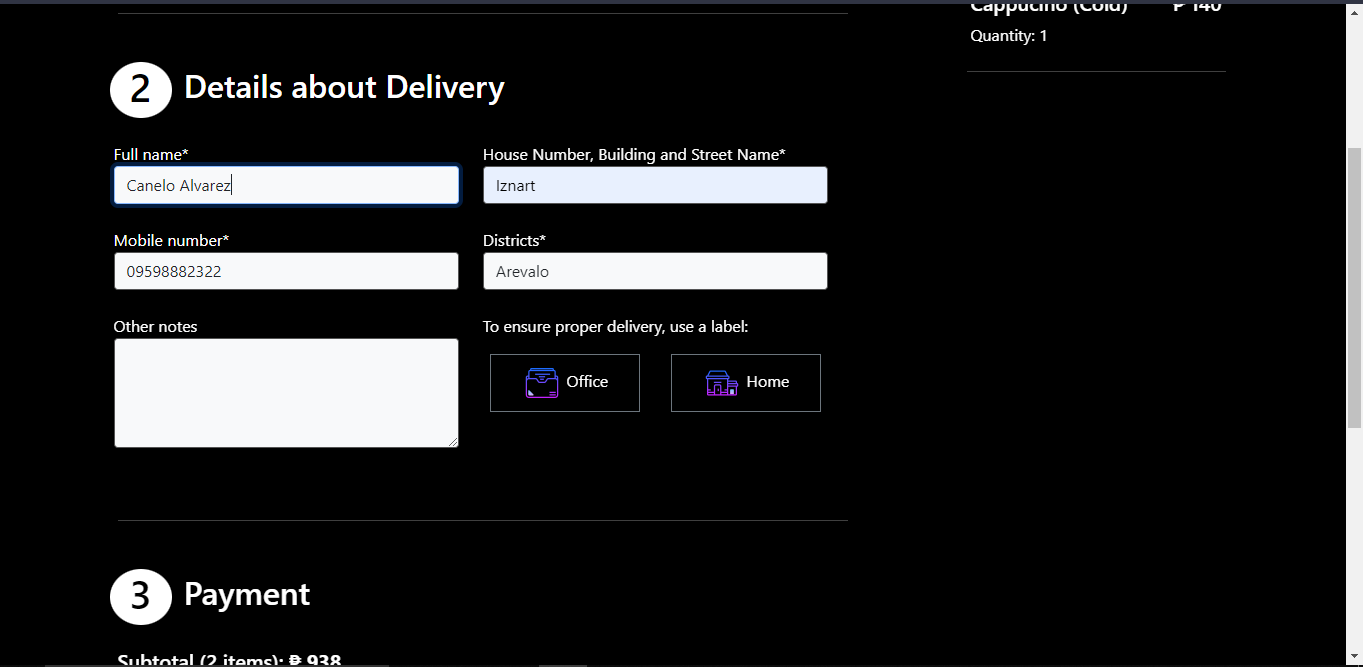 Cappucino (Cold) ₱ 140
Quantity: 1
2 Details about Delivery
Full name*
Canelo Alvarez
House Number, Building and Street Name*
Iznart
Mobile number*
09598882322
Districts*
Arevalo
Other notes
To ensure proper delivery, use a label:
Office
Home
3 Payment
Subtotal (2 items): ₱ 938